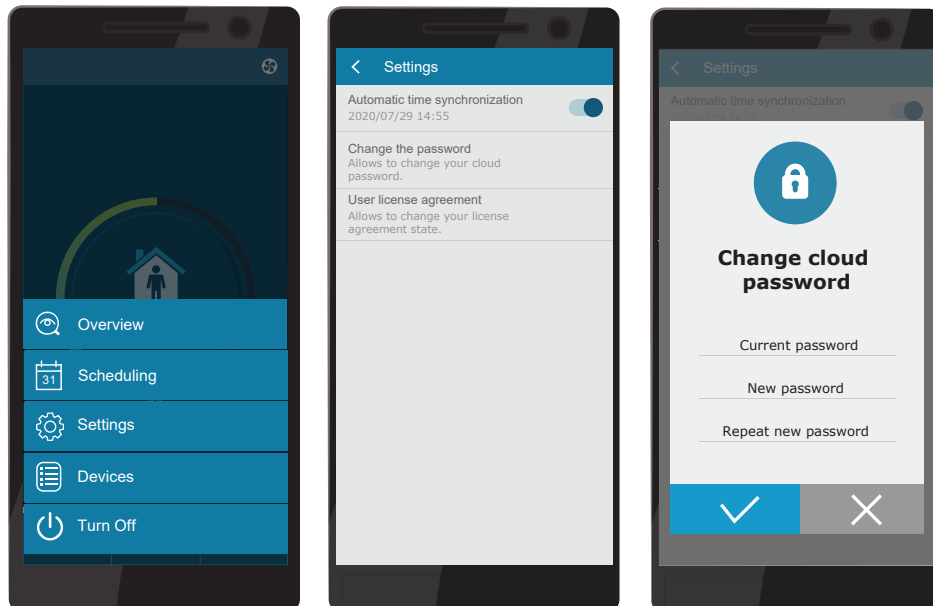 Overview
31
Scheduling
Settings
Devices
Turn Off
Settings
Automatic time synchronization
2020/07/29 14:55
Change the password
Allows to change your cloud
password.
User license agreement
Allows to change your license
agreement state.
Settings
Automatic time synchronization
Change cloud
password
Current password
New password
Repeat new password